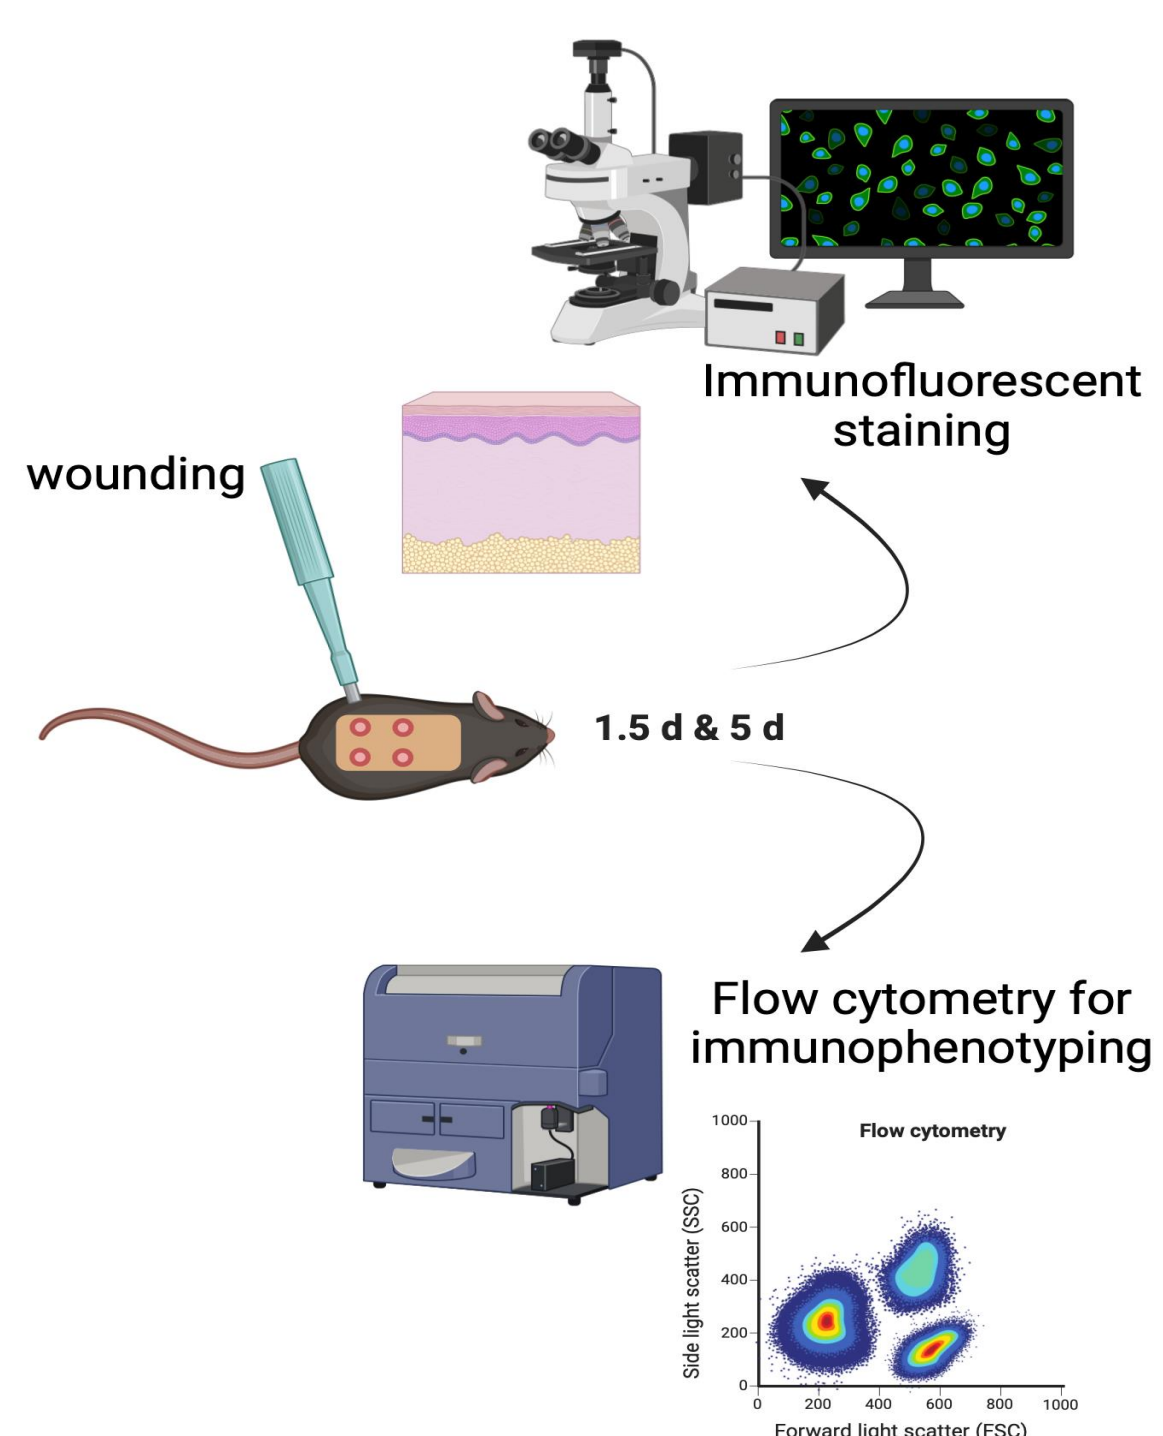 Immunofluorescent
staining
wounding
1.5 d & 5 d
Flow cytometry for
immunophenotyping
Flow cytometry
1000
800
600
400
200
0
Side light scatter (SSC)
0 200 400 600 800 1000
Forward light scatter (FSC)